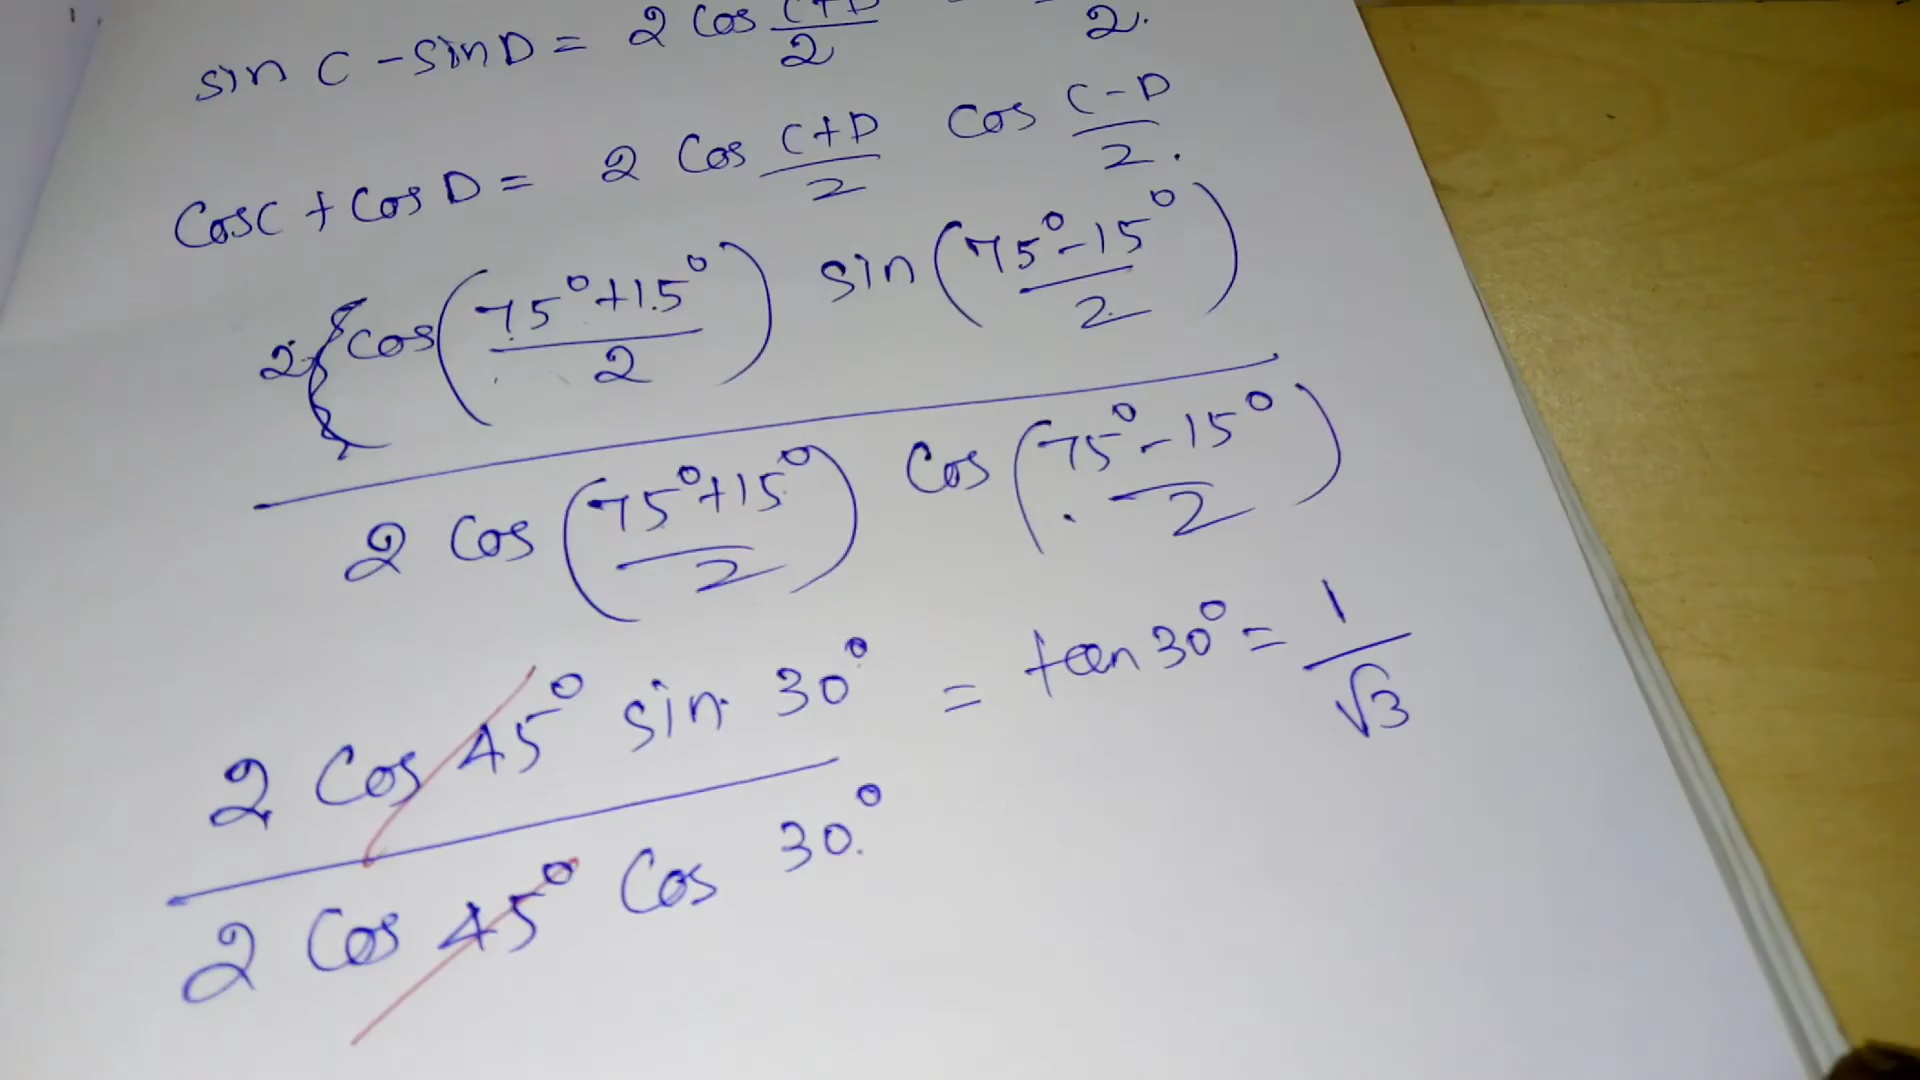 sin C - sin D = 2 cos (C+D)/2 2.
Cos C + Cos D = 2 Cos (C+D)/2 Cos (C-D)/2.
2 cos((75°+15°)/2) sin((75°-15°)/2)
2 Cos((75°+15°)/2) Cos((75°-15°)/2)
2 Cos 45° sin 30° = tan 30° = 1/√3
2 Cos 45° Cos 30°